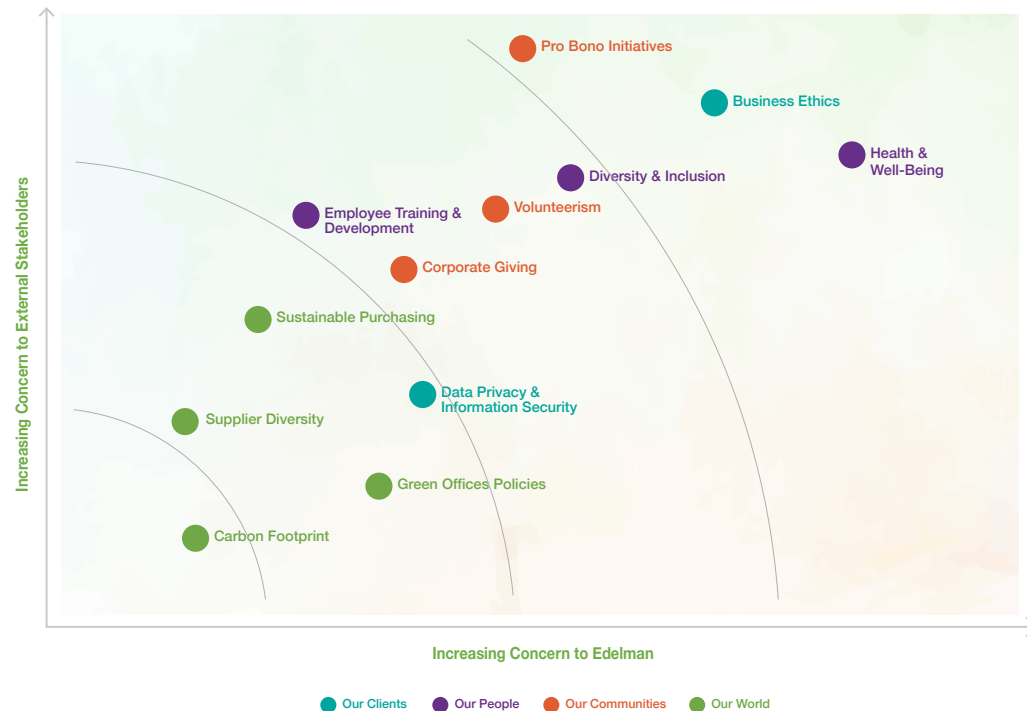 Pro Bono Initiatives
Business Ethics
Health &
Well-Being
Diversity & Inclusion
Volunteerism
Employee Training &
Development
Corporate Giving
Sustainable Purchasing
Data Privacy &
Information Security
Supplier Diversity
Green Offices Policies
Carbon Footprint
Increasing Concern to External Stakeholders
Increasing Concern to Edelman
Our Clients
Our People
Our Communities
Our World